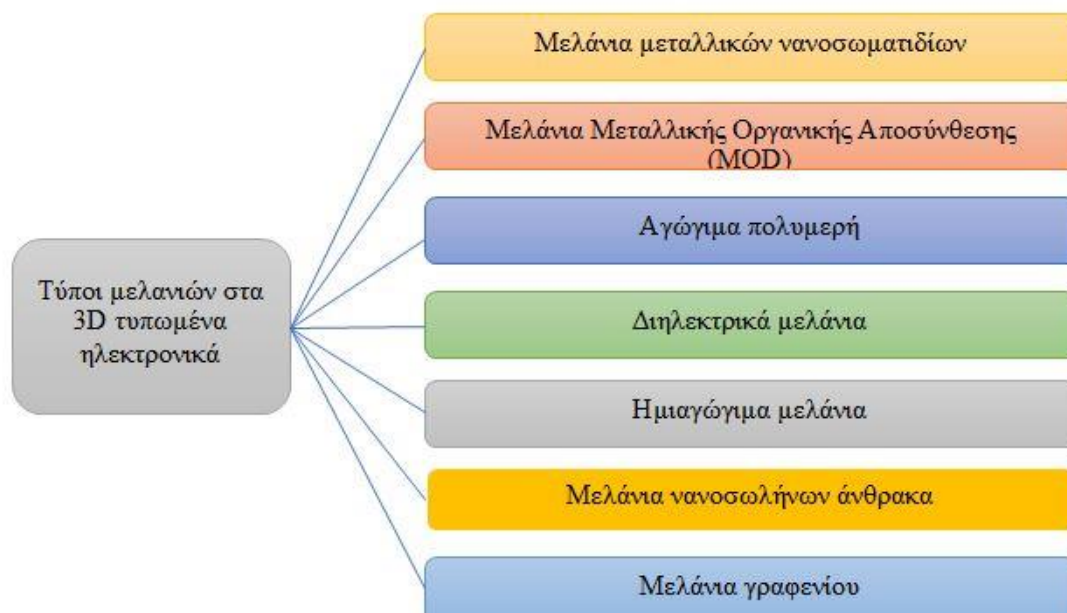 Τύποι μελανιών στα
3D τυπωμένα
ηλεκτρονικά
Μελάνια μεταλλικών νανοσωματιδίων
Μελάνια Μεταλλικής Οργανικής Αποσύνθεσης
(MOD)
Αγώγιμα πολυμερή
Διηλεκτρικά μελάνια
Ημιαγώγιμα μελάνια
Μελάνια νανοσωλήνων άνθρακα
Μελάνια γραφενίου